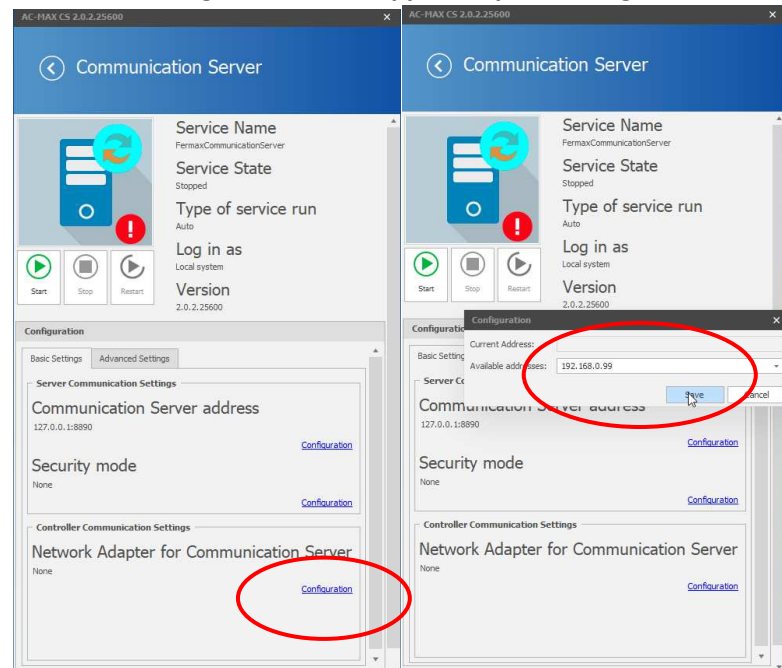 AC-MAX CS 2.0.2.25600
Communication Server
Service Name
FermaxCommunicationServer
Service State
Stopped
Type of service run
Auto
Log in as
Local system
Version
2.0.2.25600
Start
Stop
Restart
Configuration
Basic Settings
Advanced Settings
Server Communication Settings
Communication Server address
127.0.0.1:8890
Configuration
Security mode
None
Configuration
Controller Communication Settings
Network Adapter for Communication Server
None
Configuration
AC-MAX CS 2.0.2.25600
Communication Server
Service Name
FermaxCommunicationServer
Service State
Stopped
Type of service run
Auto
Log in as
Local system
Version
2.0.2.25600
Start
Stop
Restart
Configuration
Current Address:
Available addresses: 192.168.0.99
Save
Cancel
127.0.0.1:8890
Configuration
Security mode
None
Configuration
Controller Communication Settings
Network Adapter for Communication Server
None
Configuration